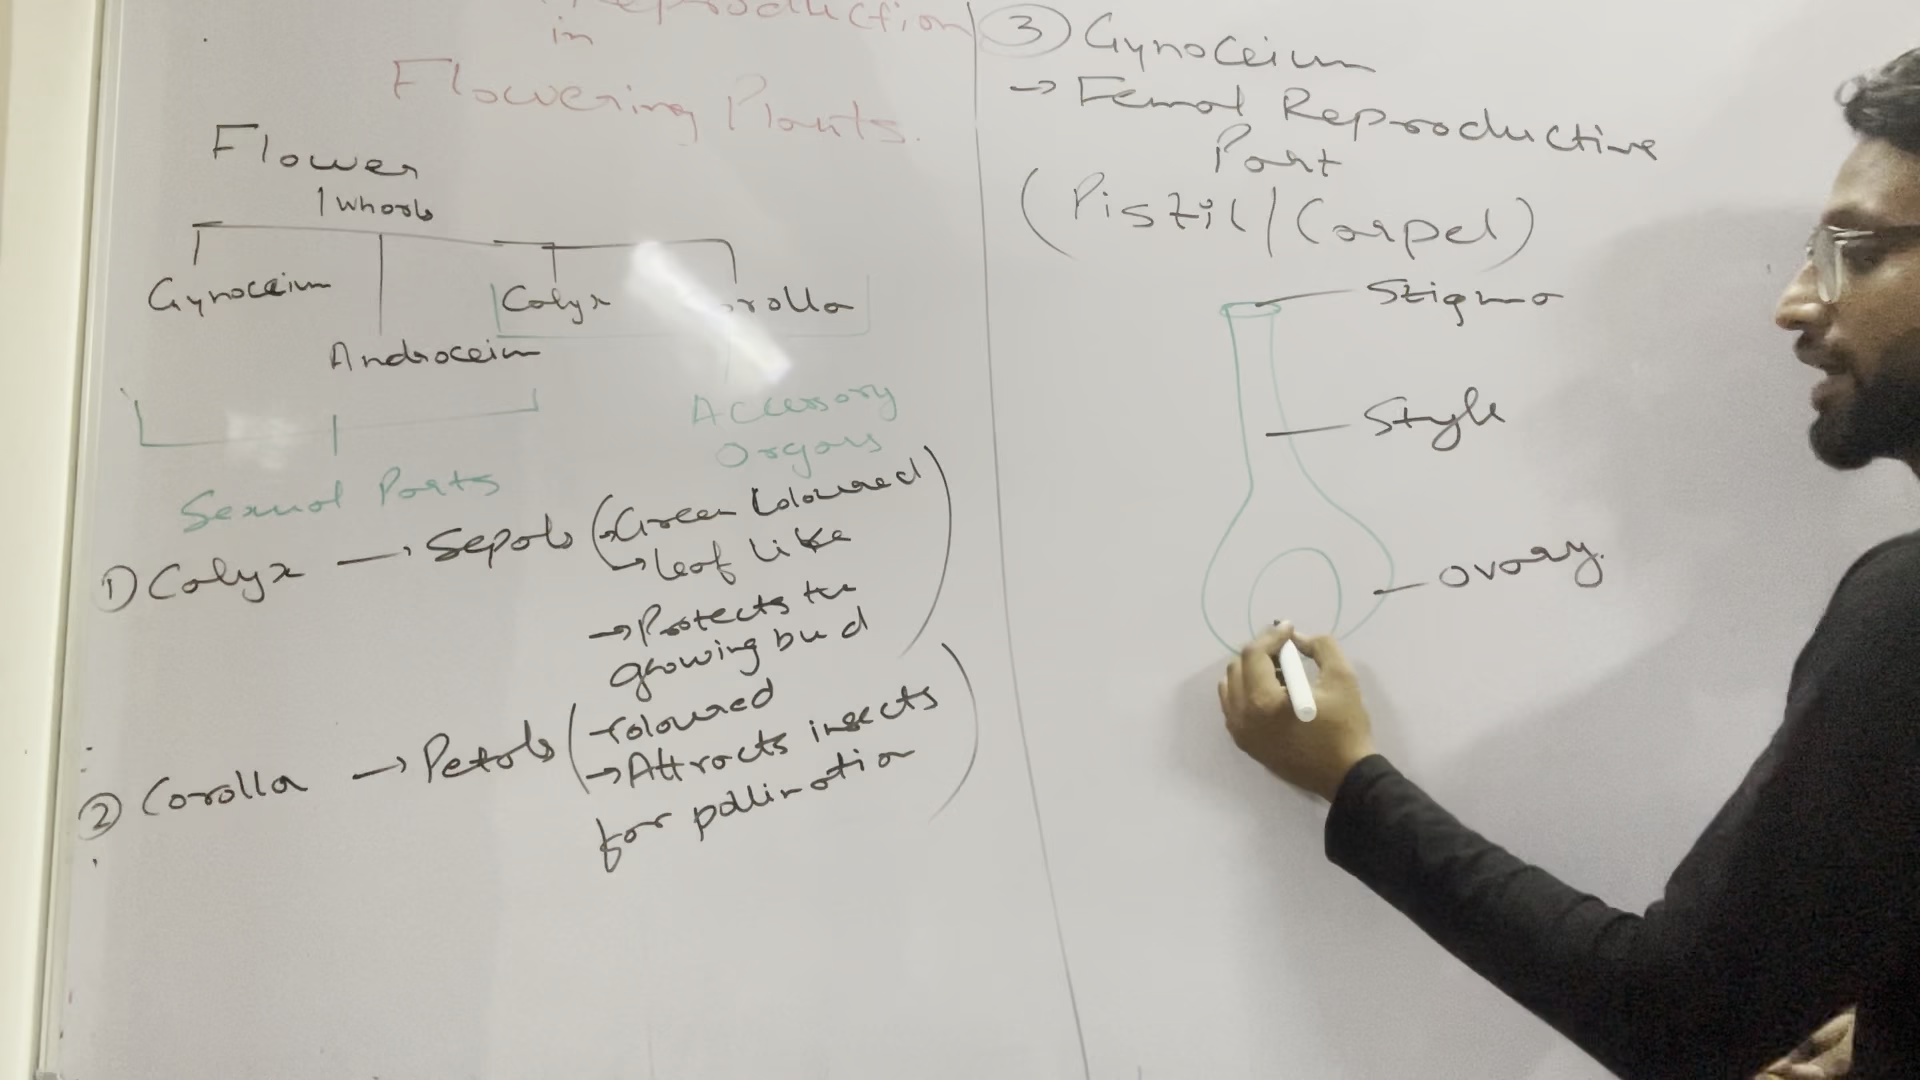 Reproduction
in
Flowering Plants.
Flower
whorls
Gynoceium
Androceium
Calyx
Corolla
Sexual Parts
Accessory
Organs
1) Calyx → Sepals (→ Green Coloured
→ leaf like
→ Protects the
growing bud)
2) Corolla → Petals (→ Coloured
→ Attracts insects
for pollination)
3) Gynoceium
→ Femal Reproductive
Part
(Pistil/Carpel)
Stigma
Style
Ovary.